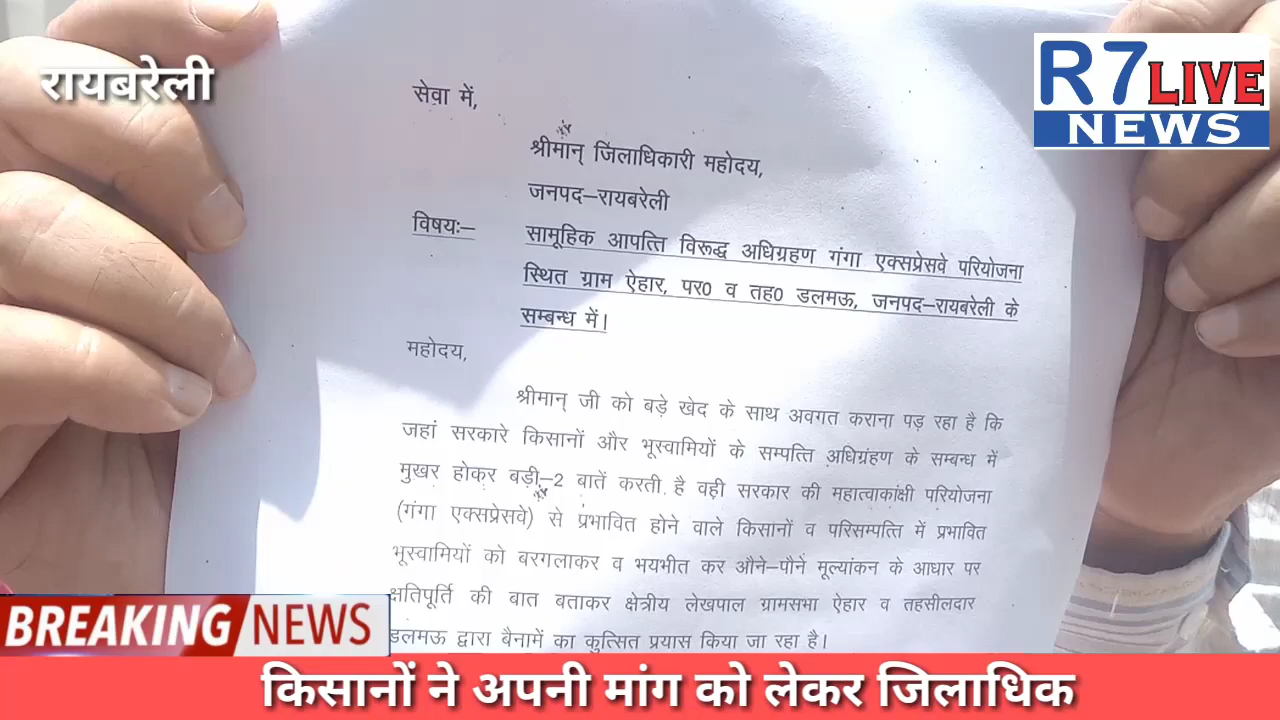 रायबरेली
R7 LIVE
NEWS
सेवा में,
श्रीमान् जिलाधिकारी महोदय,
जनपद–रायबरेली
विषयः–
सामूहिक आपत्ति विरूद्ध अधिग्रहण गंगा एक्सप्रेसवे परियोजना
स्थित ग्राम ऐहार, पर0 व तह0 डलमऊ, जनपद–रायबरेली के
सम्बन्ध में।
महोदय,
श्रीमान् जी को बड़े खेद के साथ अवगत कराना पड़ रहा है कि
जहां सरकारे किसानों और भूस्वामियों के सम्पत्ति अधिग्रंहण के सम्बन्ध में
मुखर होकर बड़ी–2 बातें करती है वही सरकार की महात्वाकांक्षी परियोजना
(गंगा एक्सप्रेसवे) से प्रभावित होने वाले किसानों व परिसम्पत्ति में प्रभावित
भूस्वामियों को बरगलाकर व भयभीत कर औने–पौनें मूल्यांकन के आधार पर
क्षतिपूर्ति की बात बताकर क्षेत्रीय लेखपाल ग्रामसभा ऐहार व तहसीलदार
डलमऊ द्वारा बैनामें का कुत्सित प्रयास किया जा रहा है।
BREAKING NEWS
किसानों ने अपनी मांग को लेकर जिलाधिक